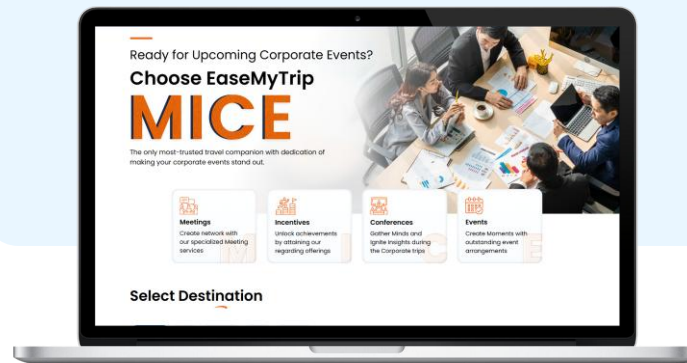 Ready for Upcoming Corporate Events?
Choose EaseMyTrip
MICE
The only most-trusted travel companion with dedication of
making your corporate events stand out.
Meetings
Create network with
our specialized Meeting
services
M
Incentives
Unlock achievements
by attaining our
regarding offerings
I
Conferences
Gather Minds and
Ignite Insights during
the Corporate trips
C
Events
Create Moments with
outstanding event
arrangements
E
Select Destination